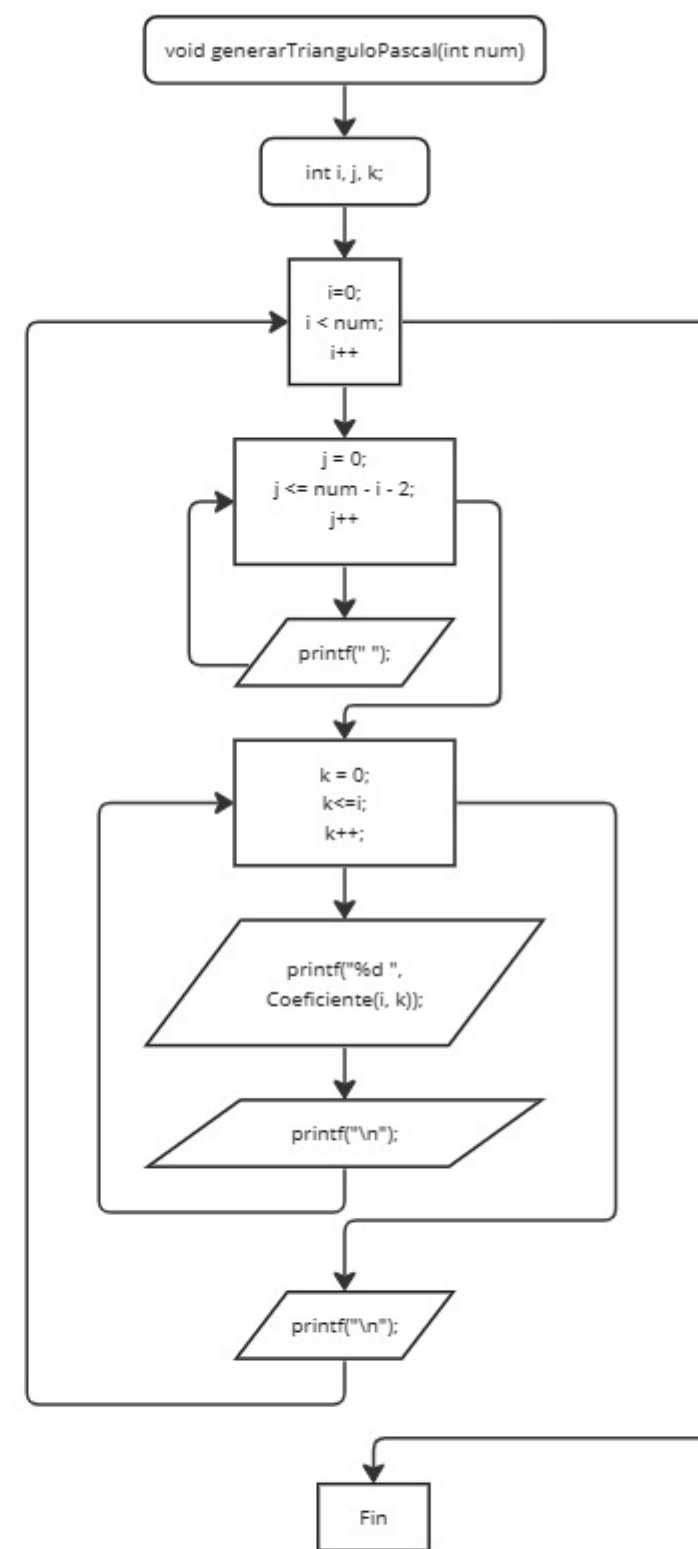 void generarTrianguloPascal(int num)
int i, j, k;
i=0;
i < num;
i++
j = 0;
j <= num - i - 2;
j++
printf(" ");
k = 0;
k<=i;
k++;
printf("%d ",
Coeficiente(i, k));
printf("\n");
printf("\n");
Fin